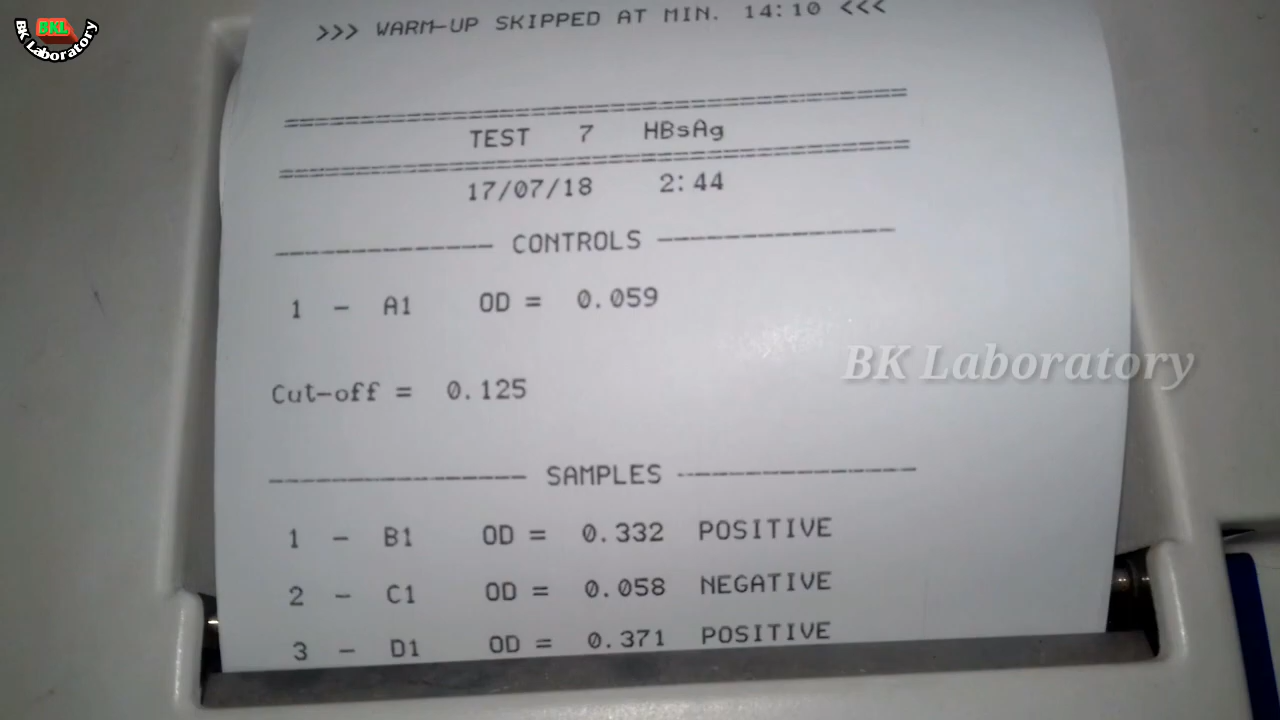 BKL
BK Laboratory
>>> WARM-UP SKIPPED AT MIN. 14:10 <<<
TEST 7 HBsAg
17/07/18 2:44
CONTROLS
1 - A1 OD = 0.059
BK Laboratory
Cut-off = 0.125
SAMPLES
1 - B1 OD = 0.332 POSITIVE
2 - C1 OD = 0.058 NEGATIVE
3 - D1 OD = 0.371 POSITIVE